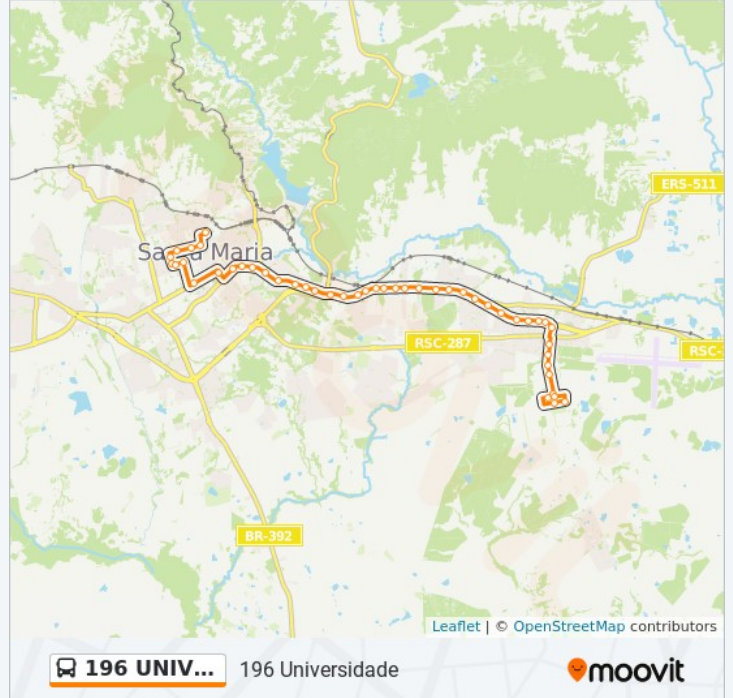 ERS-511
Santa Maria
RSC-287
RSC-
BR-392
Leaflet | © OpenStreetMap contributors
196 UNIV...
196 Universidade
moovit